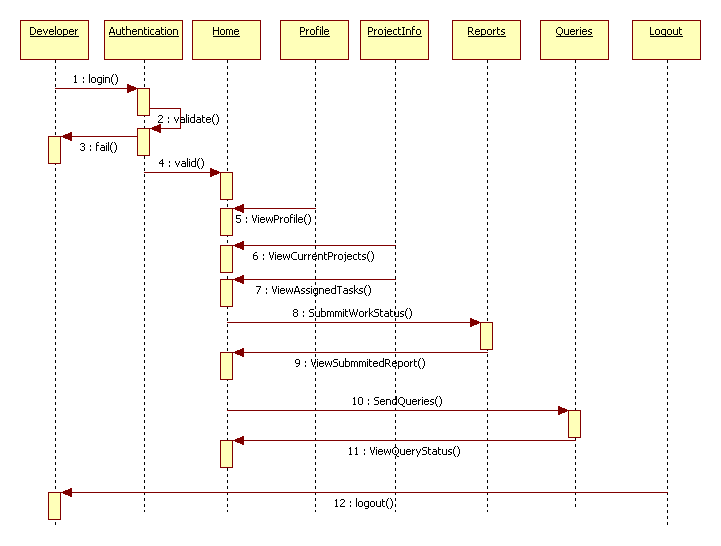 Developer
Authentication
Home
Profile
ProjectInfo
Reports
Queries
Logout
1 : login()
2 : validate()
3 : fail()
4 : valid()
5 : ViewProfile()
6 : ViewCurrentProjects()
7 : ViewAssignedTasks()
8 : SubmmitWorkStatus()
9 : ViewSubmmitedReport()
10 : SendQueries()
11 : ViewQueryStatus()
12 : logout()